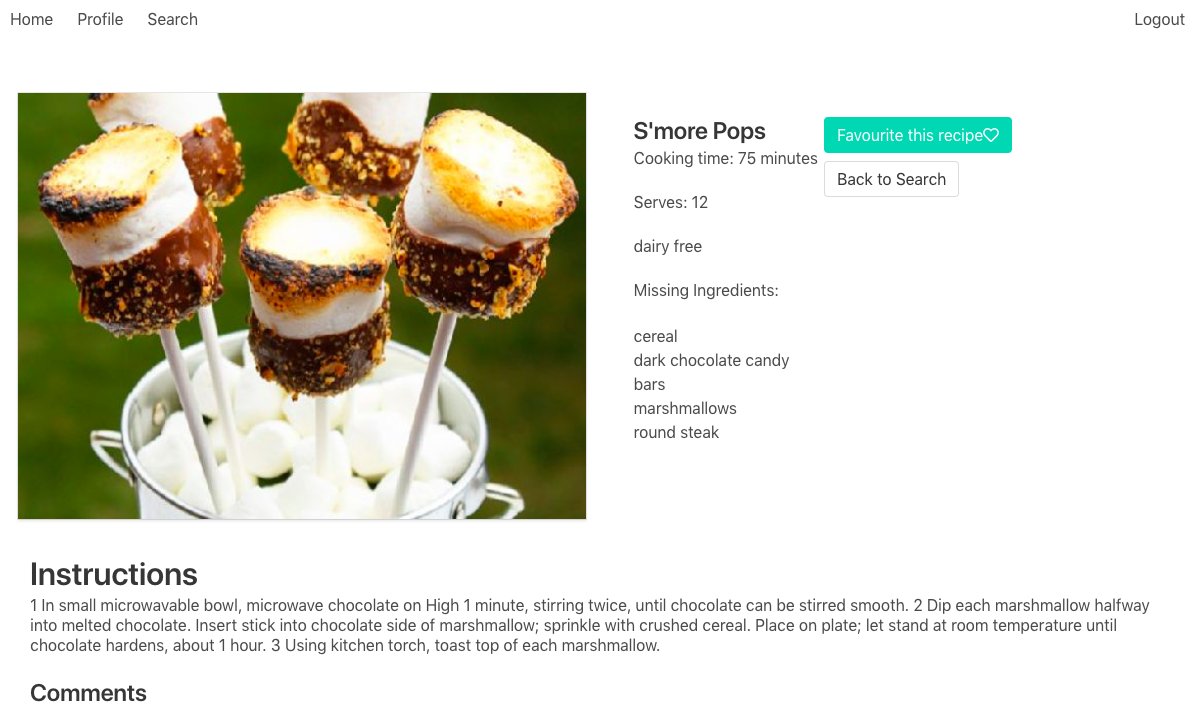 Home Profile Search Logout
S'more Pops
Favourite this recipe
Cooking time: 75 minutes
Back to Search
Serves: 12
dairy free
Missing Ingredients:
cereal
dark chocolate candy
bars
marshmallows
round steak
Instructions
1 In small microwavable bowl, microwave chocolate on High 1 minute, stirring twice, until chocolate can be stirred smooth. 2 Dip each marshmallow halfway
into melted chocolate. Insert stick into chocolate side of marshmallow; sprinkle with crushed cereal. Place on plate; let stand at room temperature until
chocolate hardens, about 1 hour. 3 Using kitchen torch, toast top of each marshmallow.
Comments